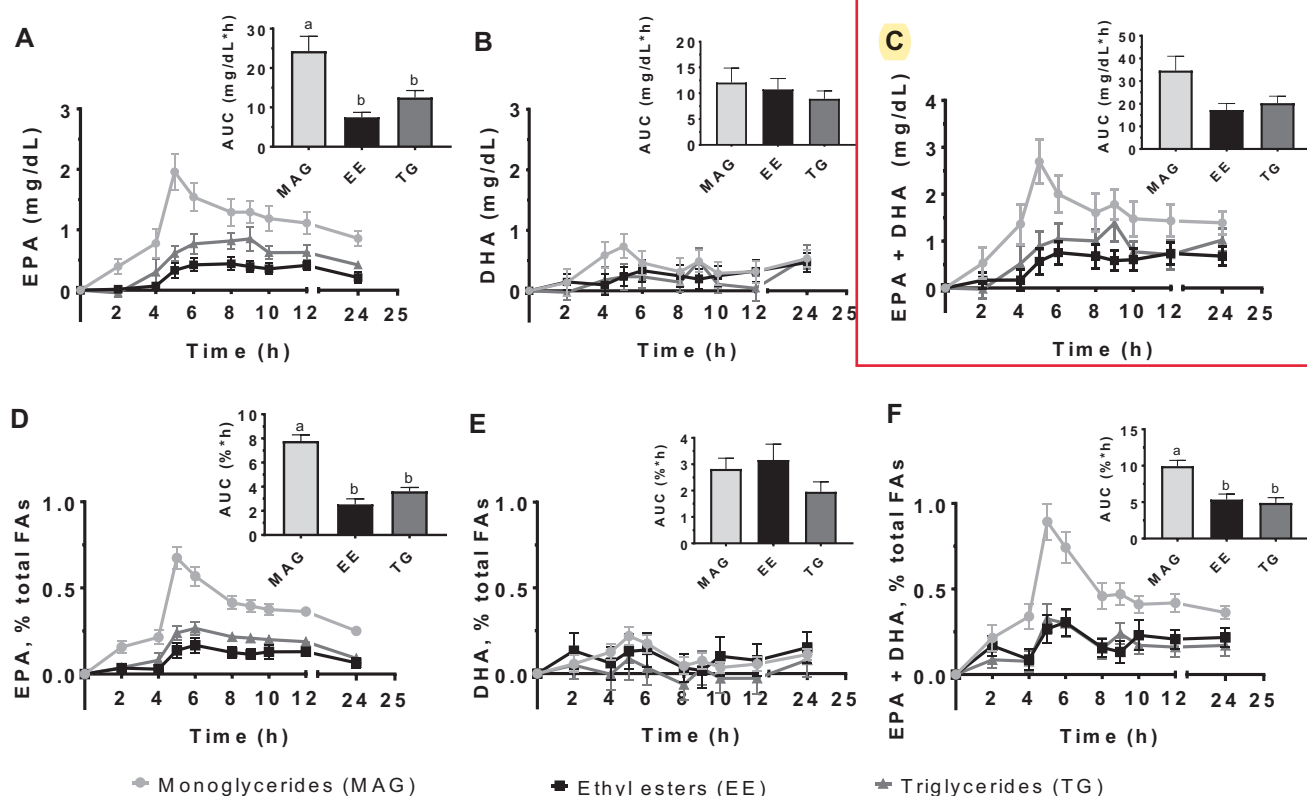 A
AUC (mg/dL*h)
30
20
10
0
a
b
b
MAG
EE
TG
EPA (mg/dL)
3
2
1
0
2 4 6 8 10 12 24 25
Time (h)
B
AUC (mg/dL*h)
20
15
10
5
0
MAG
EE
TG
DHA (mg/dL)
3
2
1
0
2 4 6 8 10 12 24 25
Time (h)
C
AUC (mg/dL*h)
50
40
30
20
10
0
MAG
EE
TG
EPA + DHA (mg/dL)
4
3
2
1
0
2 4 6 8 10 12 24 25
Time (h)
D
AUC (%*h)
10
8
6
4
2
0
a
b
b
MAG
EE
TG
EPA, % total FAs
1.0
0.5
0.0
2 4 6 8 10 12 24 25
Time (h)
E
AUC (%*h)
4
3
2
1
0
MAG
EE
TG
DHA, % total FAs
1.0
0.5
0.0
2 4 6 8 10 12 24 25
Time (h)
F
AUC (%*h)
15
10
5
0
a
b
b
MAG
EE
TG
EPA + DHA, % total FAs
1.0
0.5
0.0
2 4 6 8 10 12 24 25
Time (h)
Monoglycerides (MAG)
Ethyl esters (EE)
Triglycerides (TG)